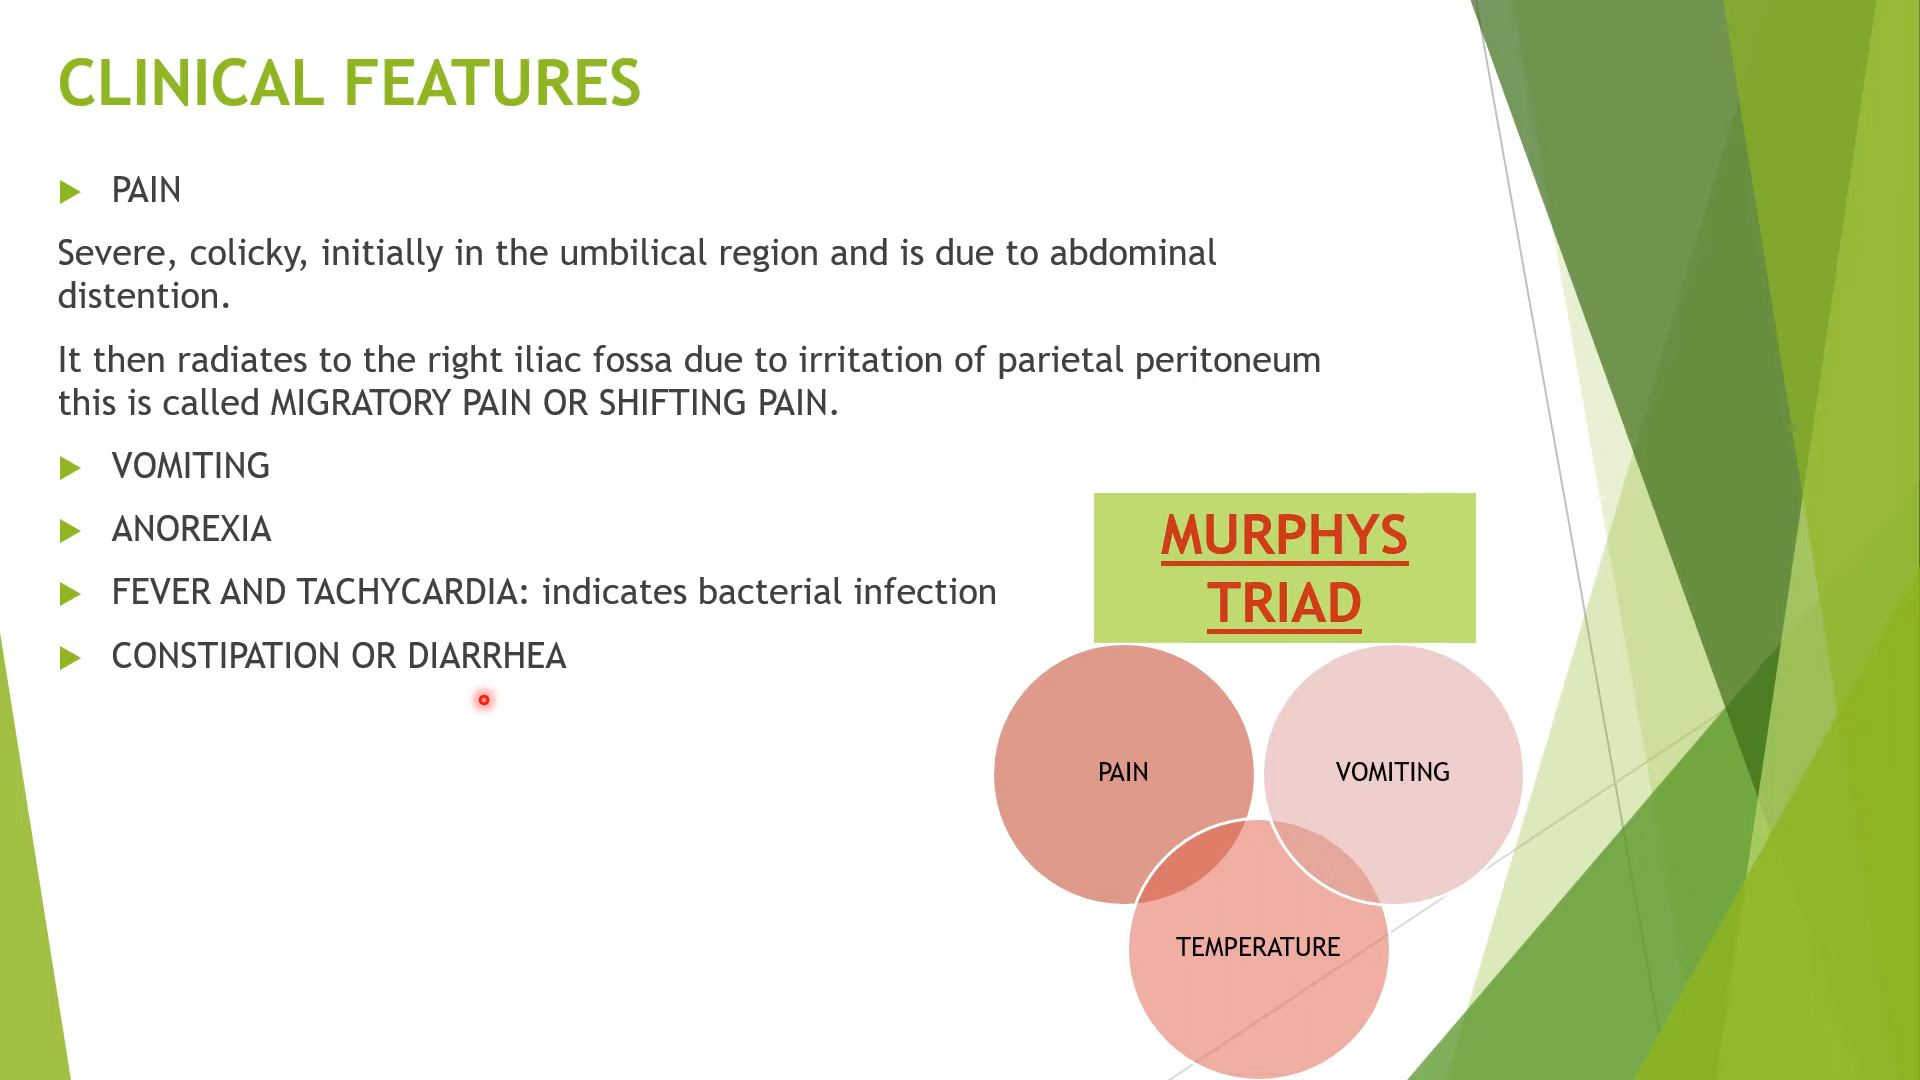 CLINICAL FEATURES
PAIN
Severe, colicky, initially in the umbilical region and is due to abdominal
distention.
It then radiates to the right iliac fossa due to irritation of parietal peritoneum
this is called MIGRATORY PAIN OR SHIFTING PAIN.
VOMITING
ANOREXIA
FEVER AND TACHYCARDIA: indicates bacterial infection
CONSTIPATION OR DIARRHEA
MURPHYS
TRIAD
PAIN
VOMITING
TEMPERATURE